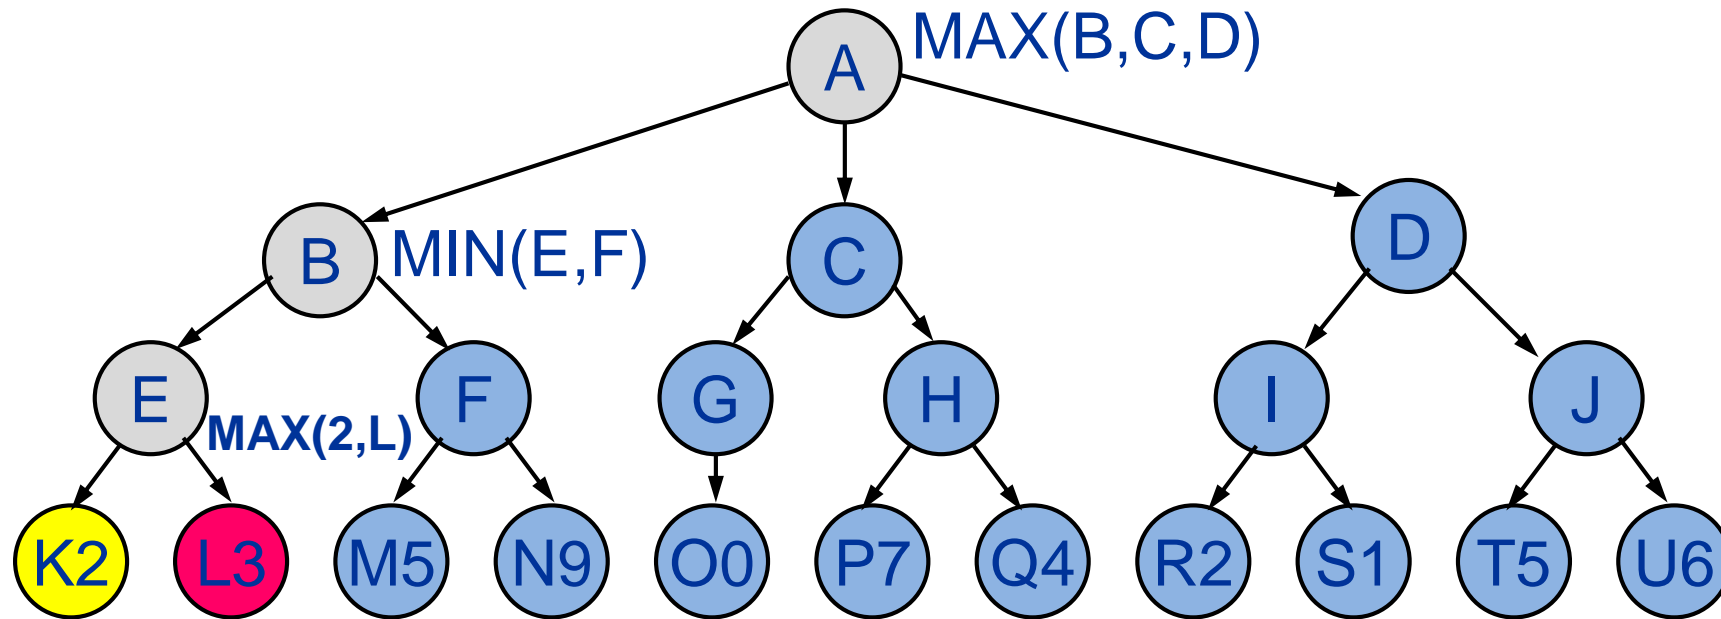 A MAX(B,C,D)
B MIN(E,F) C D
E MAX(2,L) F G H I J
K2 L3 M5 N9 O0 P7 Q4 R2 S1 T5 U6